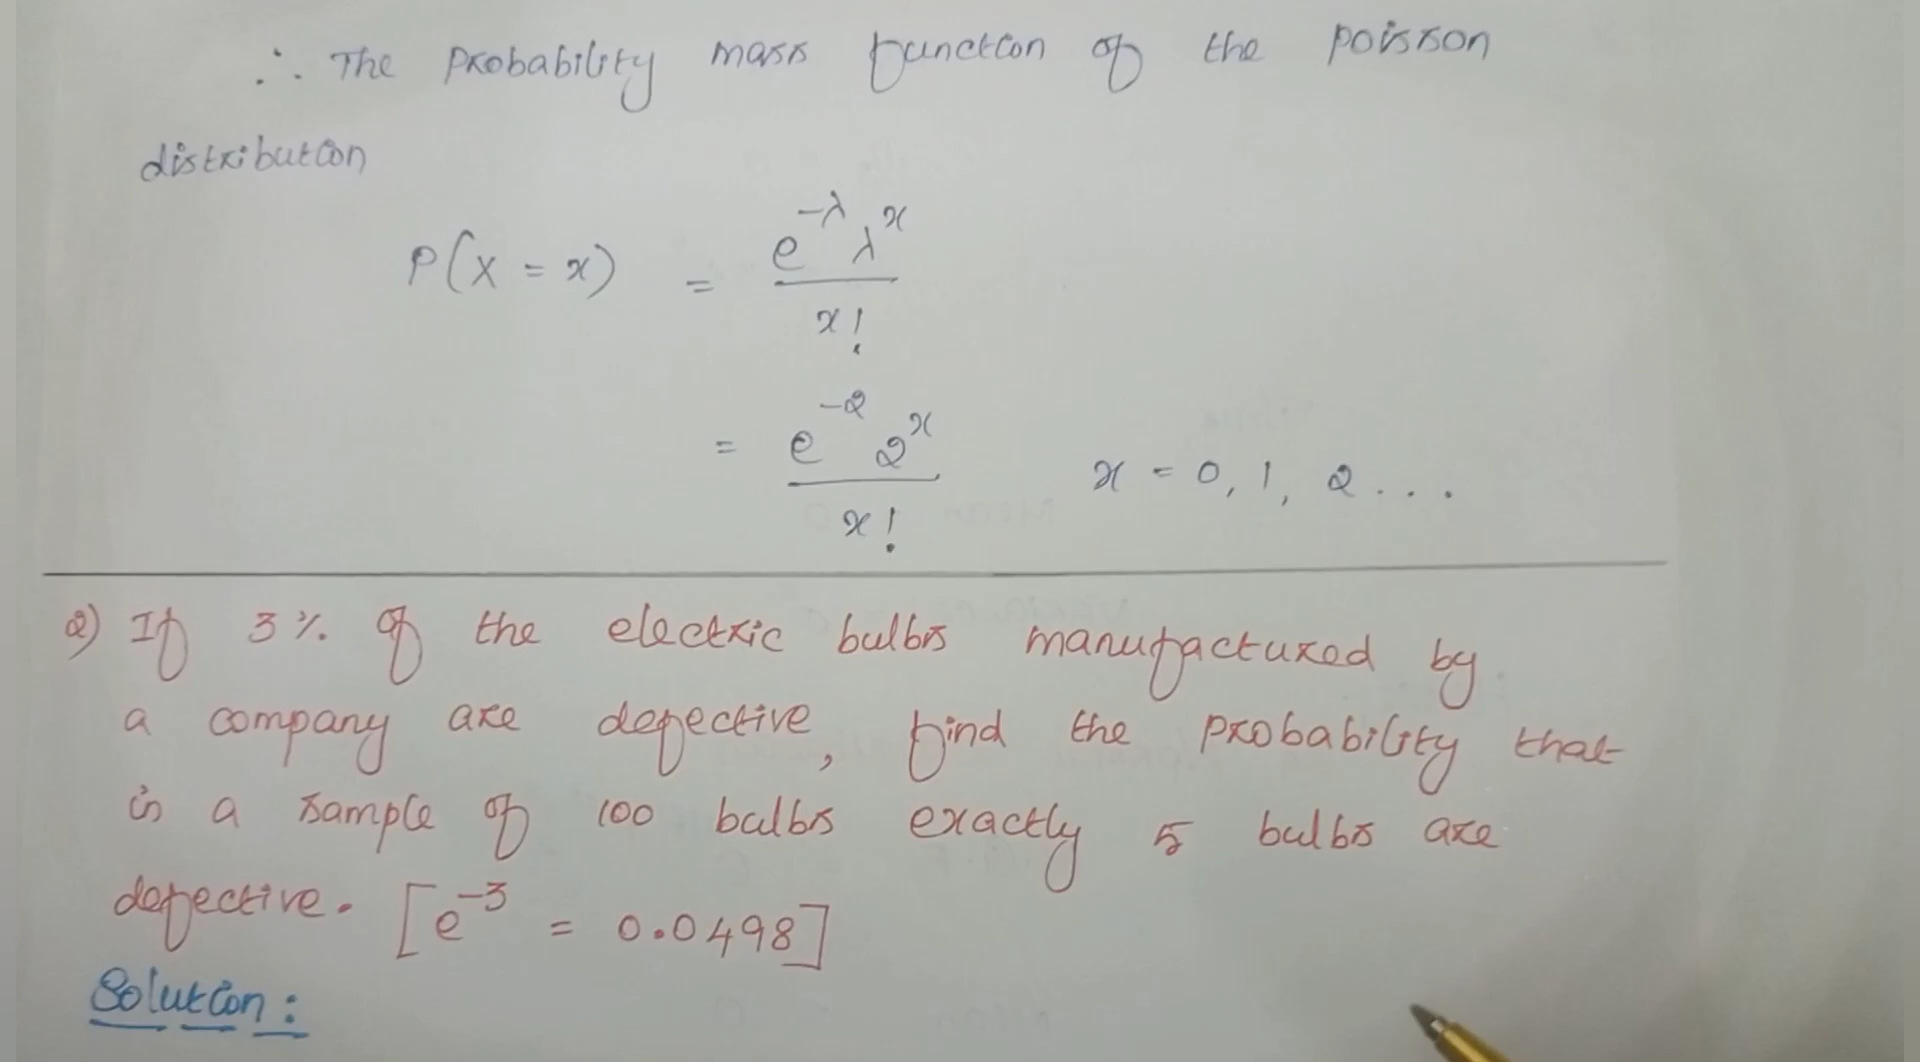 ∴ The Probability mass function of the poisson
distribution
P(X = x) = e^{-λ} λ^x / x!
= e^{-2} 2^x / x!   x = 0, 1, 2 ...
2) If 3% of the electric bulbs manufactured by
a company are defective, find the probability that
in a sample of 100 bulbs exactly 5 bulbs are
defective. [e^{-3} = 0.0498]
Solution: